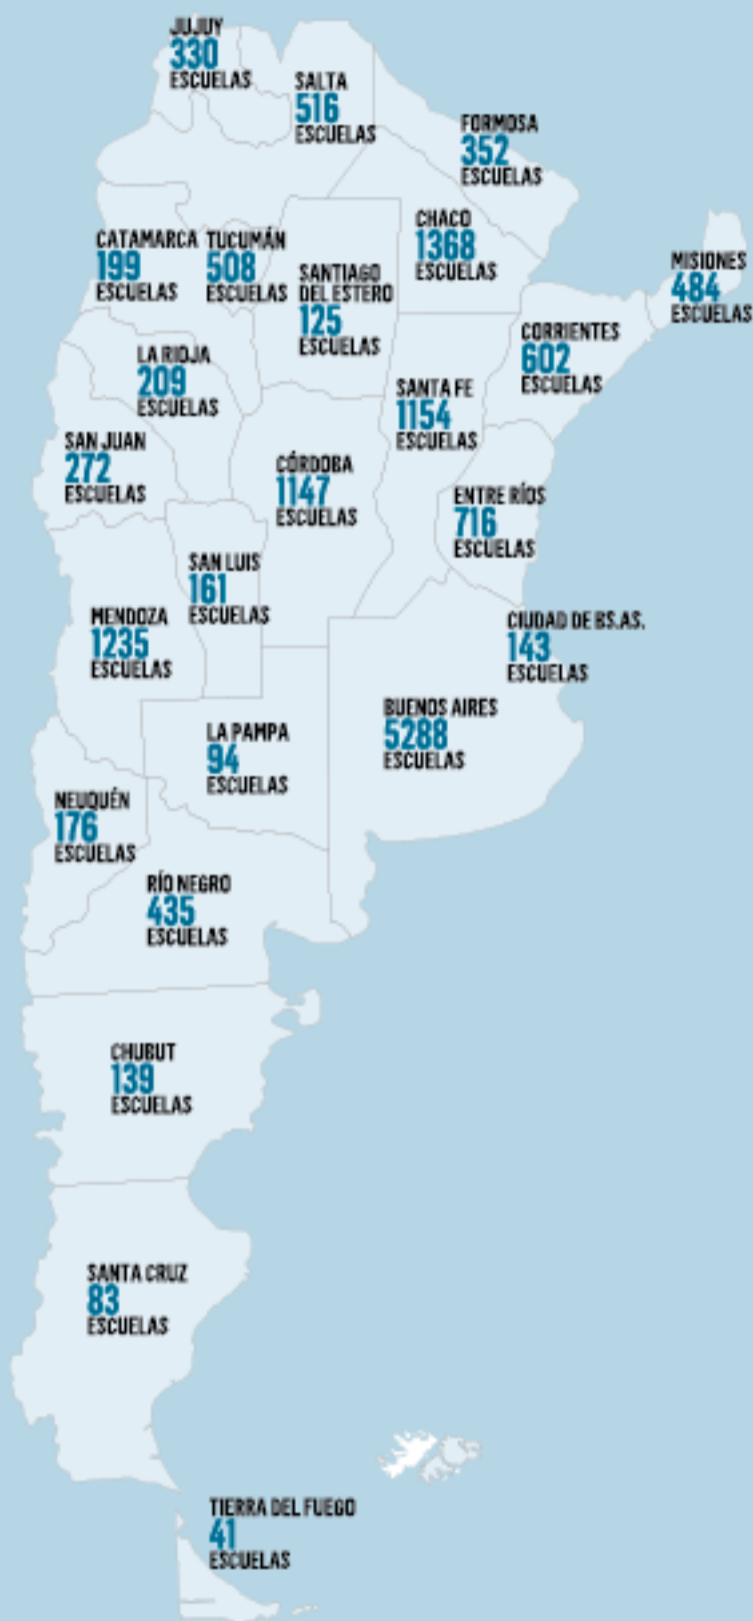 JUJUY
330
ESCUELAS
SALTA
516
ESCUELAS
FORMOSA
352
ESCUELAS
CHACO
1368
ESCUELAS
MISIONES
484
ESCUELAS
CATAMARCA
199
ESCUELAS
TUCUMÁN
508
ESCUELAS
SANTIAGO
DEL ESTERO
125
ESCUELAS
CORRIENTES
602
ESCUELAS
LA RIOJA
209
ESCUELAS
SANTA FE
1154
ESCUELAS
SAN JUAN
272
ESCUELAS
CÓRDOBA
1147
ESCUELAS
ENTRE RÍOS
716
ESCUELAS
SAN LUIS
161
ESCUELAS
MENDOZA
1235
ESCUELAS
CIUDAD DE BS.AS.
143
ESCUELAS
BUENOS AIRES
5288
ESCUELAS
LA PAMPA
94
ESCUELAS
NEUQUÉN
176
ESCUELAS
RÍO NEGRO
435
ESCUELAS
CHUBUT
139
ESCUELAS
SANTA CRUZ
83
ESCUELAS
TIERRA DEL FUEGO
41
ESCUELAS